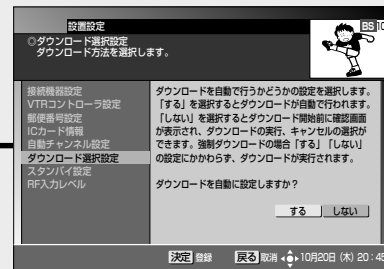 設置設定
◎ダウンロード選択設定
ダウンロード方法を選択します。
BS
接続機器設定
VTRコントローラ設定
郵便番号設定
ICカード情報
自動チャンネル設定
ダウンロード選択設定
スタンバイ設定
RF入力レベル
ダウンロードを自動で行うかどうかの設定を選択します。
「する」を選択するとダウンロードが自動で行われます。
「しない」を選択するとダウンロード開始前に確認画面
が表示され、ダウンロードの実行、キャンセルの選択が
できます。強制ダウンロードの場合「する」「しない」
の設定にかかわらず、ダウンロードが実行されます。
ダウンロードを自動に設定しますか?
する しない
決定 登録 戻る 取消 10月20日 (木) 20:45